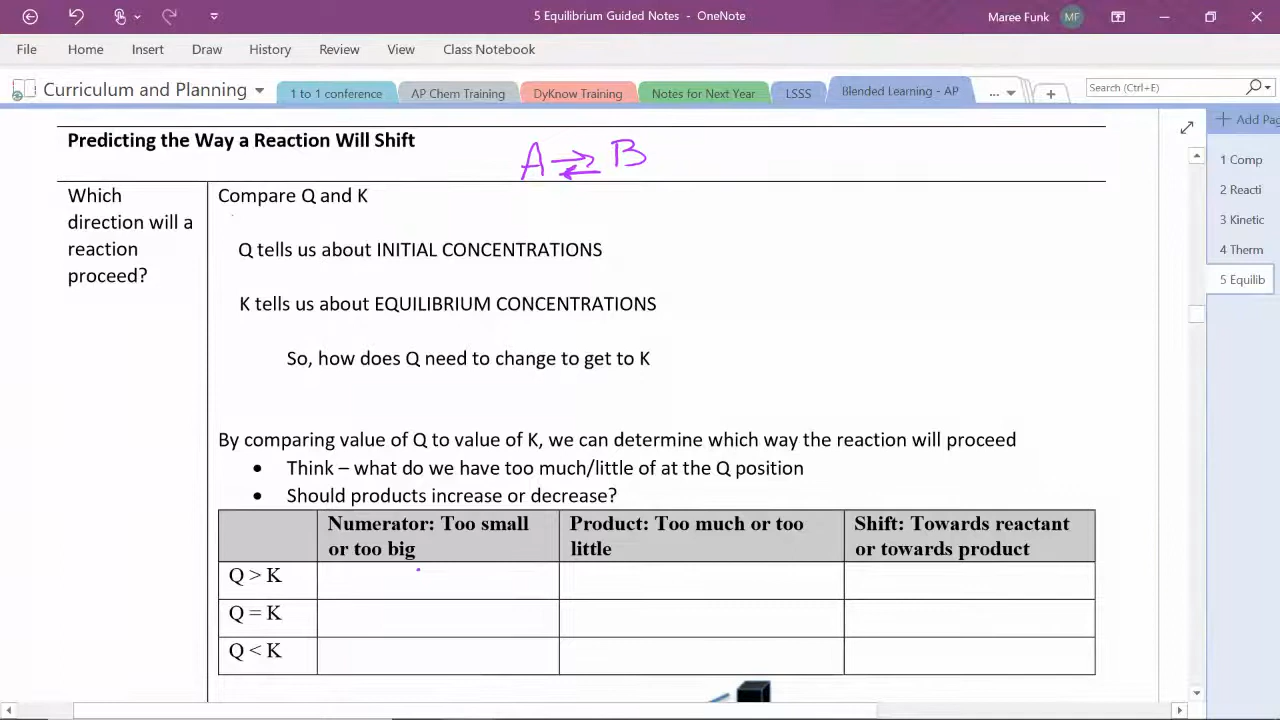 5 Equilibrium Guided Notes - OneNote
Maree Funk MF
File Home Insert Draw History Review View Class Notebook
Curriculum and Planning
1 to 1 conference AP Chem Training DyKnow Training Notes for Next Year LSSS Blended Learning - AP ... +
Search (Ctrl+E)
Add Pag
1 Comp
2 Reacti
3 Kinetic
4 Therm
5 Equilib
Predicting the Way a Reaction Will Shift
A ⇌ B
Which
direction will a
reaction
proceed?
Compare Q and K
Q tells us about INITIAL CONCENTRATIONS
K tells us about EQUILIBRIUM CONCENTRATIONS
So, how does Q need to change to get to K
By comparing value of Q to value of K, we can determine which way the reaction will proceed
• Think – what do we have too much/little of at the Q position
• Should products increase or decrease?
Numerator: Too small
or too big
Product: Too much or too
little
Shift: Towards reactant
or towards product
Q > K
Q = K
Q < K